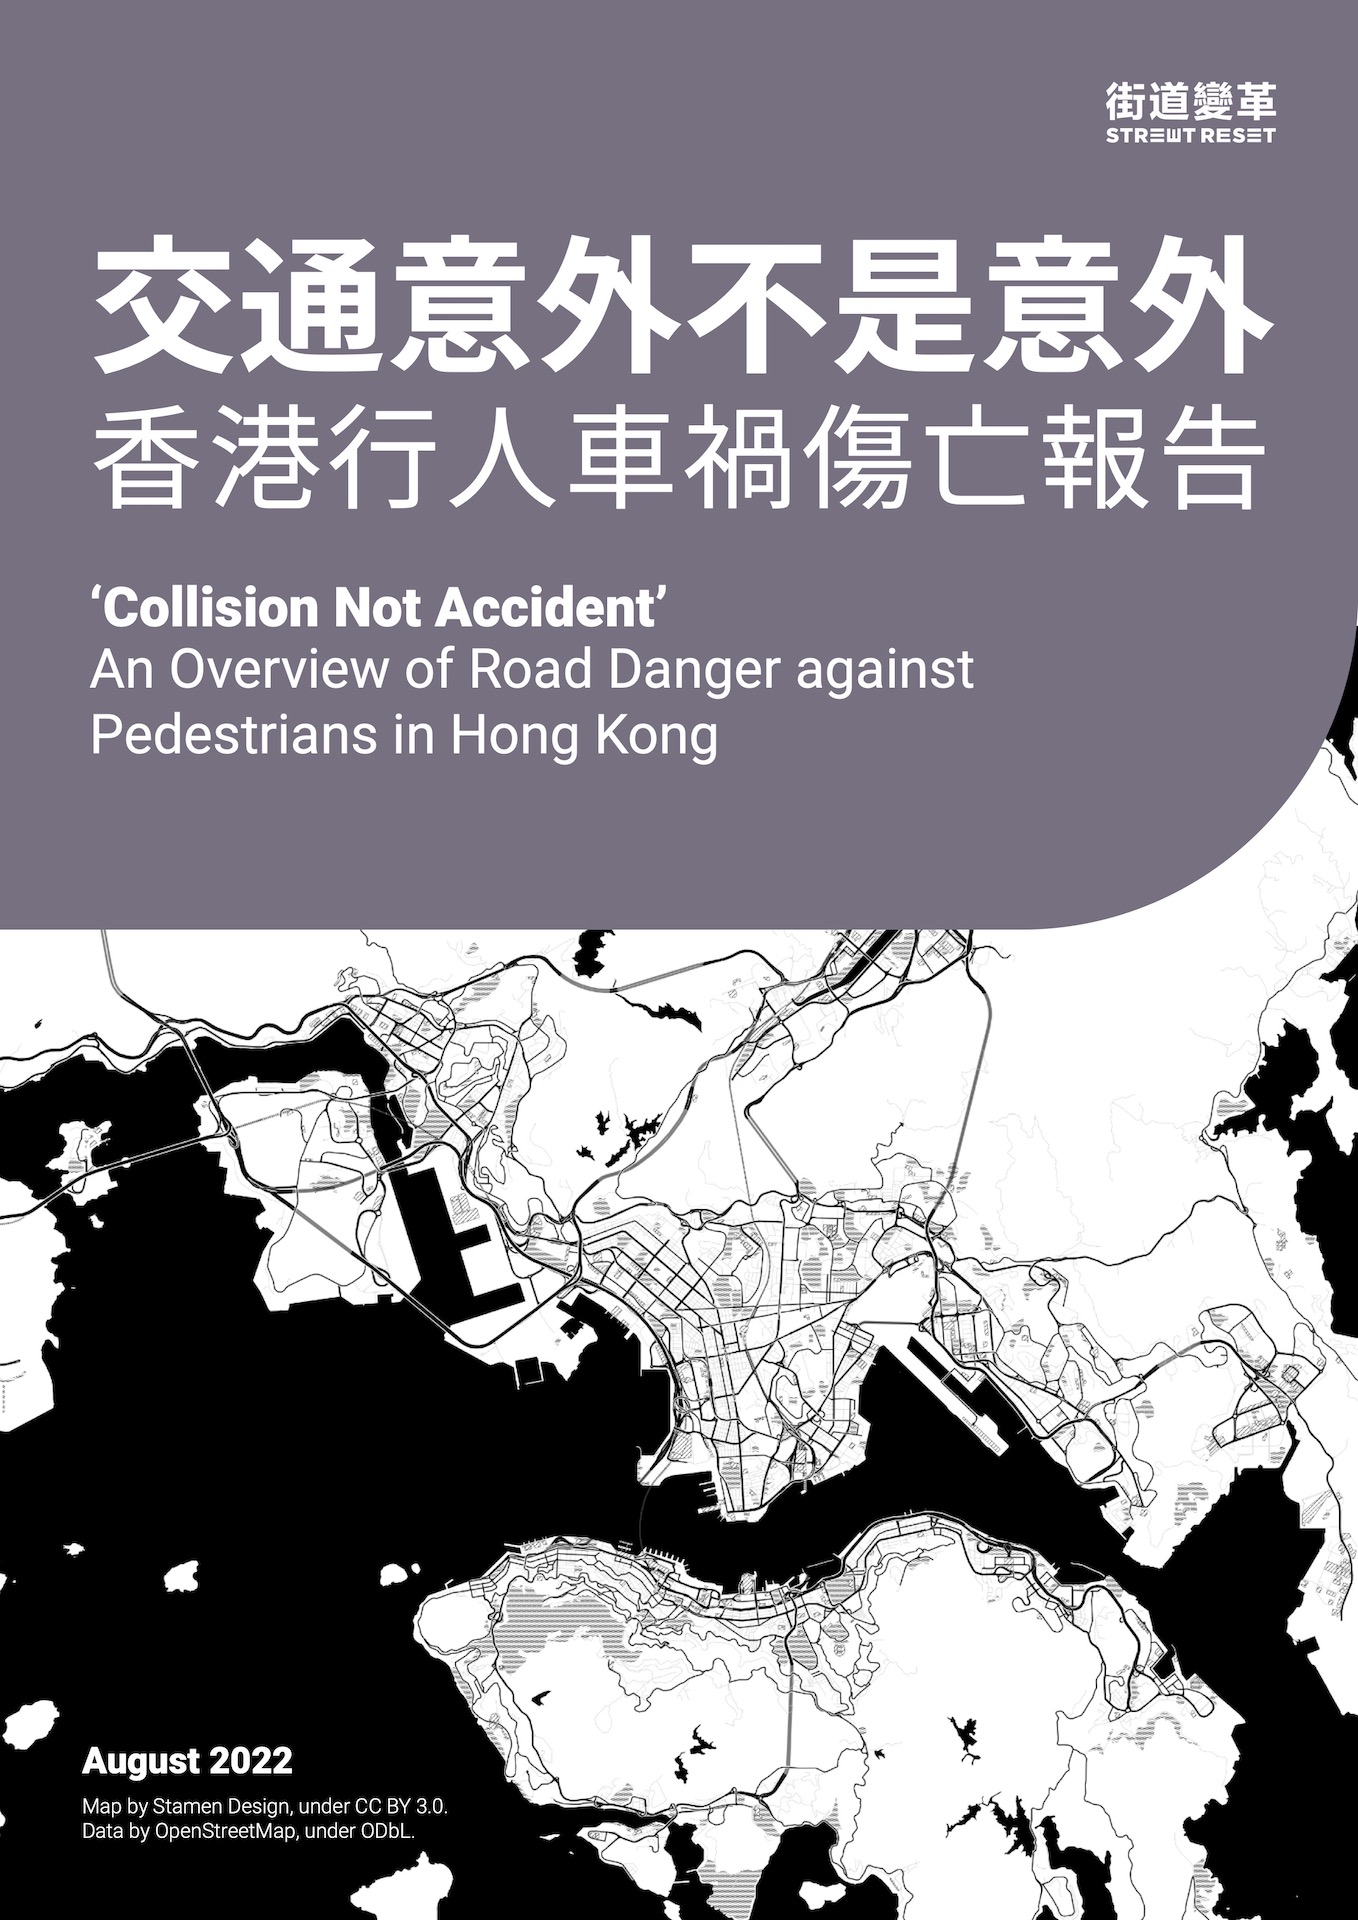 街道變革
STREET RESET
交通意外不是意外
香港行人車禍傷亡報告
‘Collision Not Accident’
An Overview of Road Danger against
Pedestrians in Hong Kong
August 2022
Map by Stamen Design, under CC BY 3.0.
Data by OpenStreetMap, under ODbL.